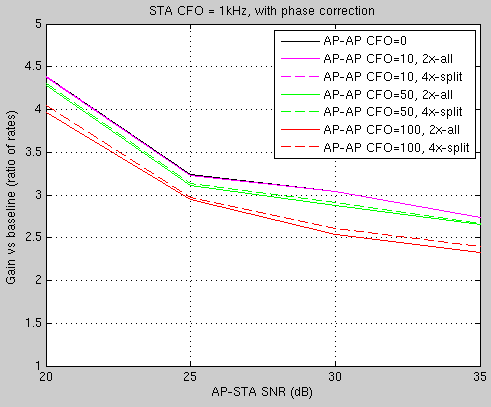 STA CFO = 1kHz, with phase correction
AP-AP CFO=0
AP-AP CFO=10, 2x-all
AP-AP CFO=10, 4x-split
AP-AP CFO=50, 2x-all
AP-AP CFO=50, 4x-split
AP-AP CFO=100, 2x-all
AP-AP CFO=100, 4x-split
Gain vs baseline (ratio of rates)
5
4.5
4
3.5
3
2.5
2
1.5
1
20
25
30
35
AP-STA SNR (dB)